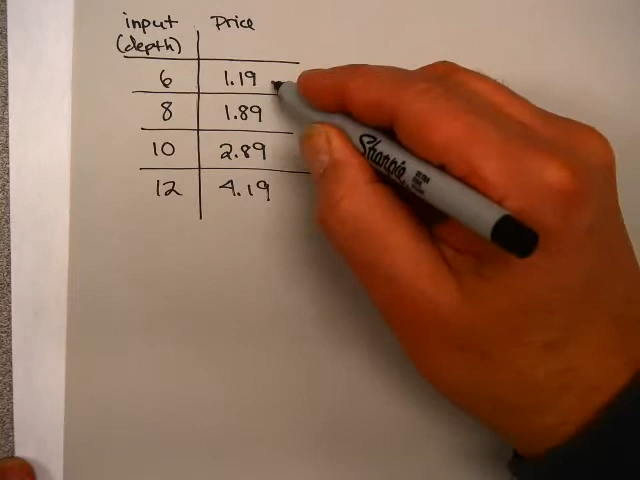 input Price
(depth)
6 1.19
8 1.89
10 2.89
12 4.19
Sharpie